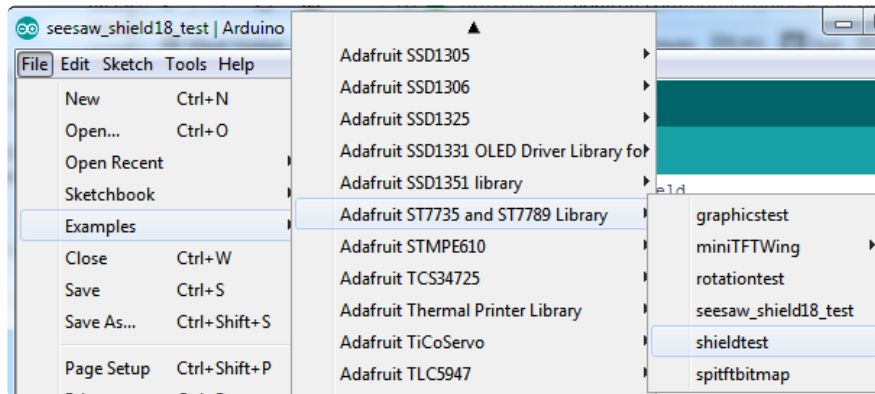 seesaw_shield18_test | Arduino
File Edit Sketch Tools Help
New Ctrl+N
Open... Ctrl+O
Open Recent
Sketchbook
Examples
Close Ctrl+W
Save Ctrl+S
Save As... Ctrl+Shift+S
Page Setup Ctrl+Shift+P
Adafruit SSD1305
Adafruit SSD1306
Adafruit SSD1325
Adafruit SSD1331 OLED Driver Library for
Adafruit SSD1351 library
Adafruit ST7735 and ST7789 Library
Adafruit STMPE610
Adafruit TCS34725
Adafruit Thermal Printer Library
Adafruit TiCoServo
Adafruit TLC5947
graphicstest
miniTFTWing
rotationtest
seesaw_shield18_test
shieldtest
spitftbitmap